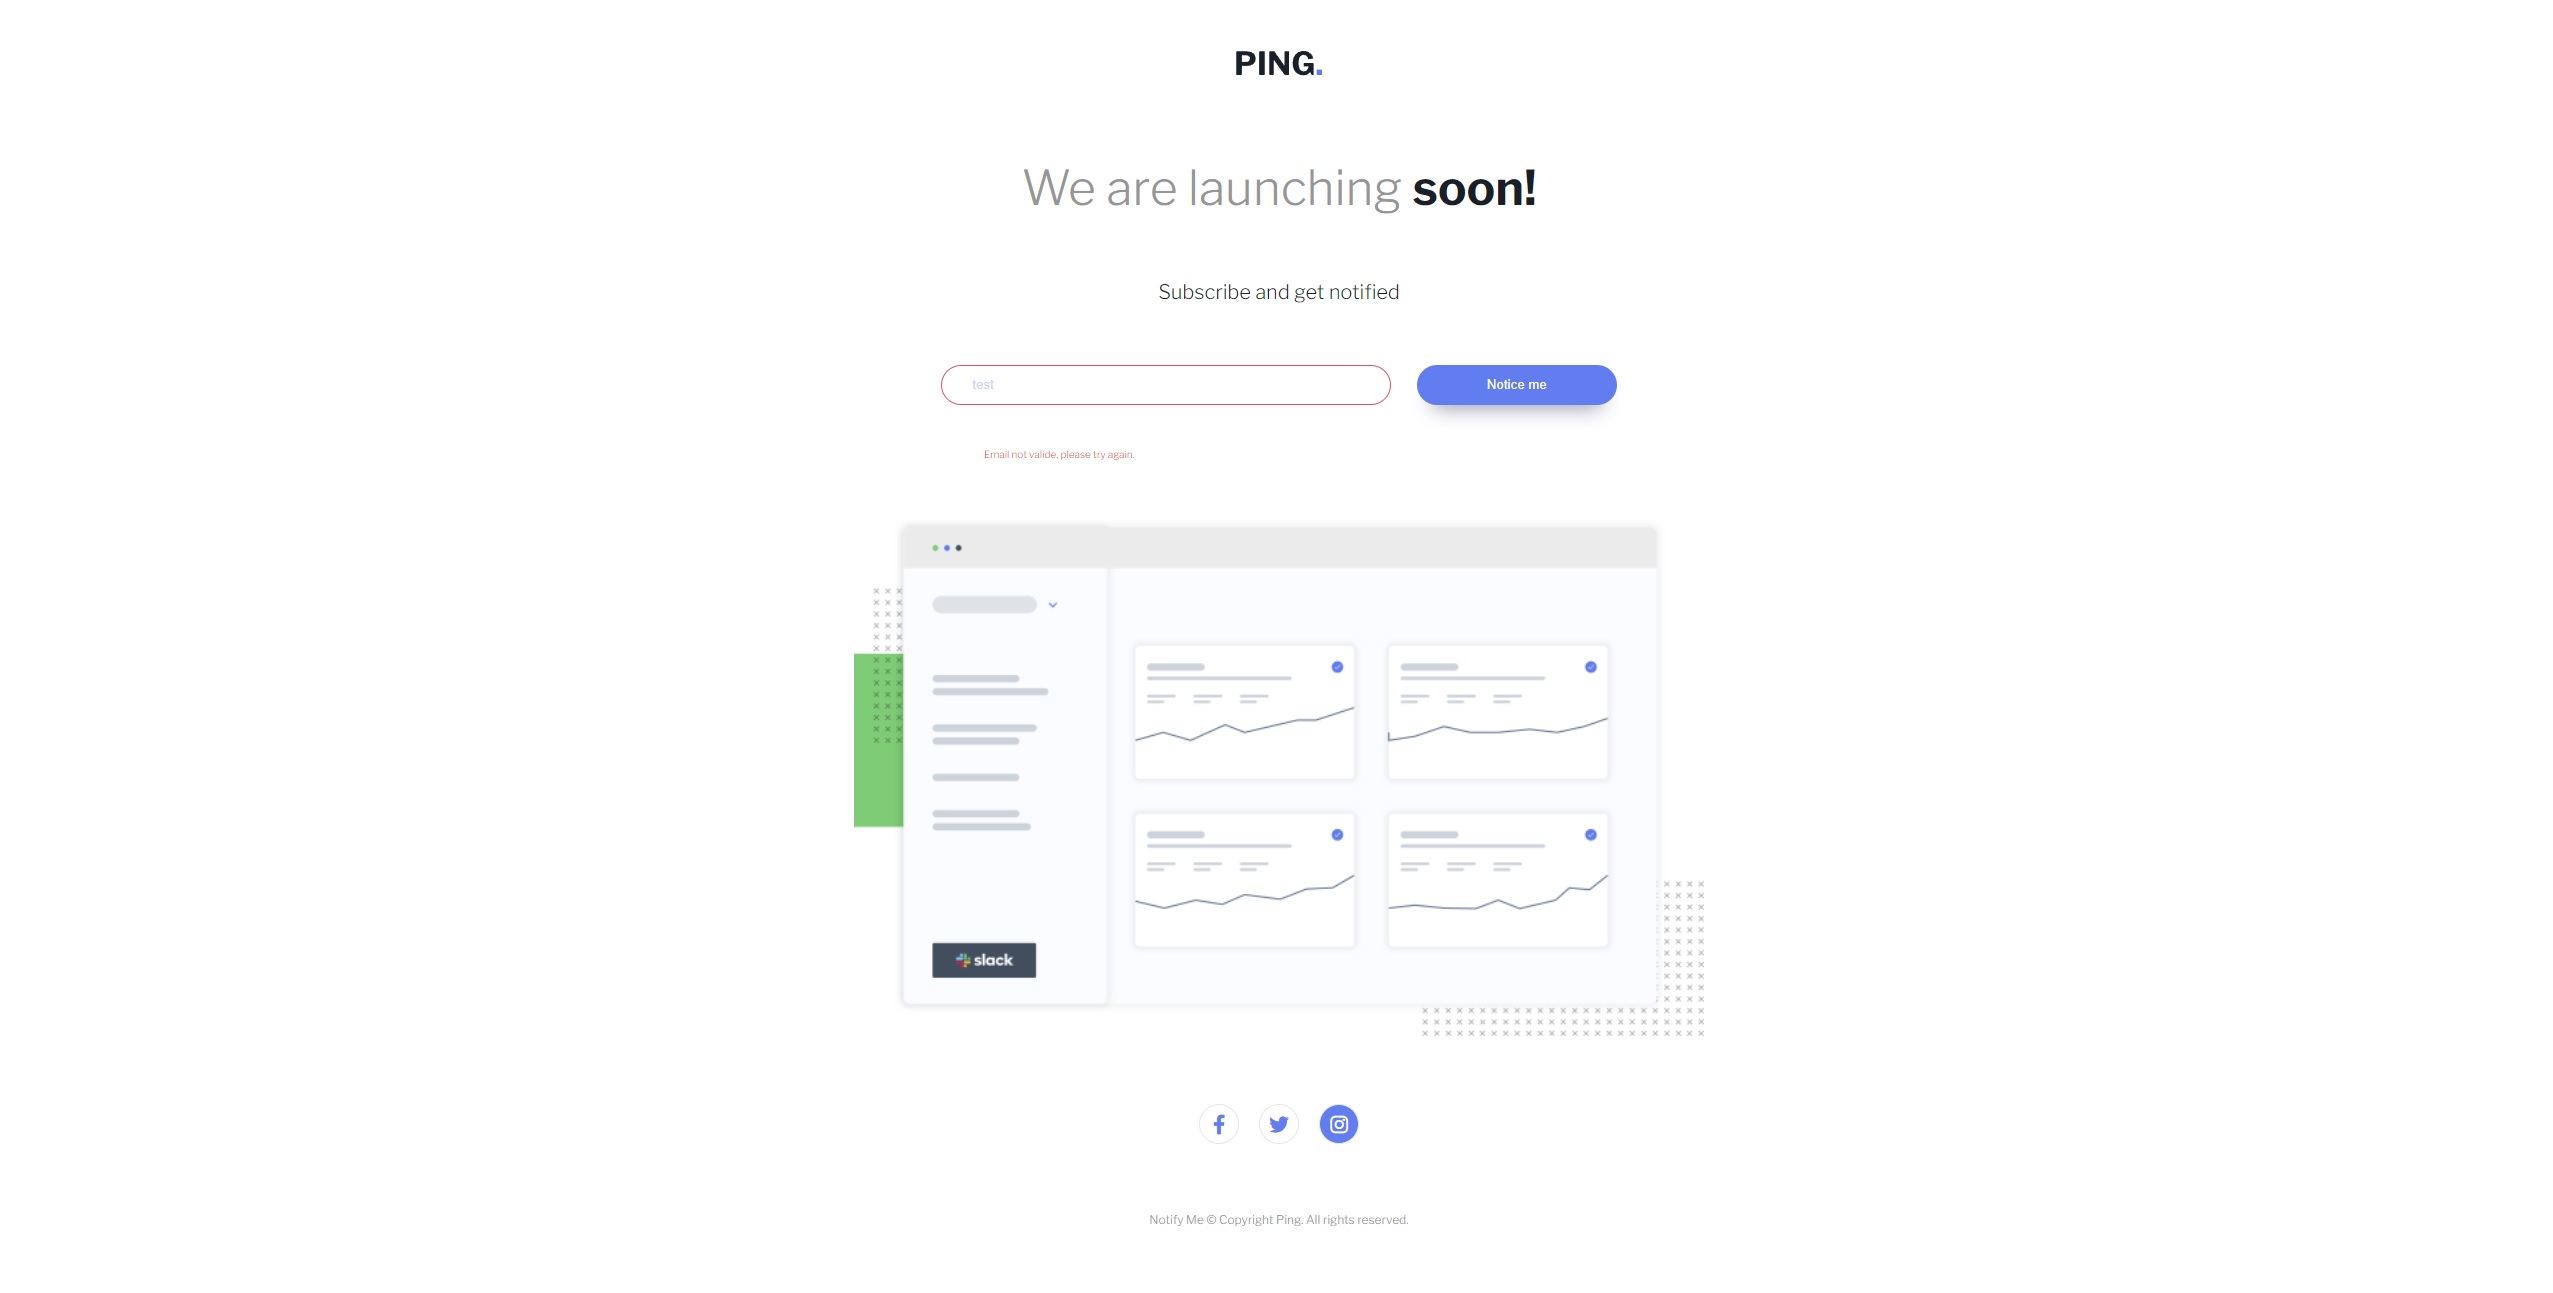 PING.
We are launching soon!
Subscribe and get notified
test
Notice me
Email not valide, please try again.
slack
Notify Me © Copyright Ping. All rights reserved.